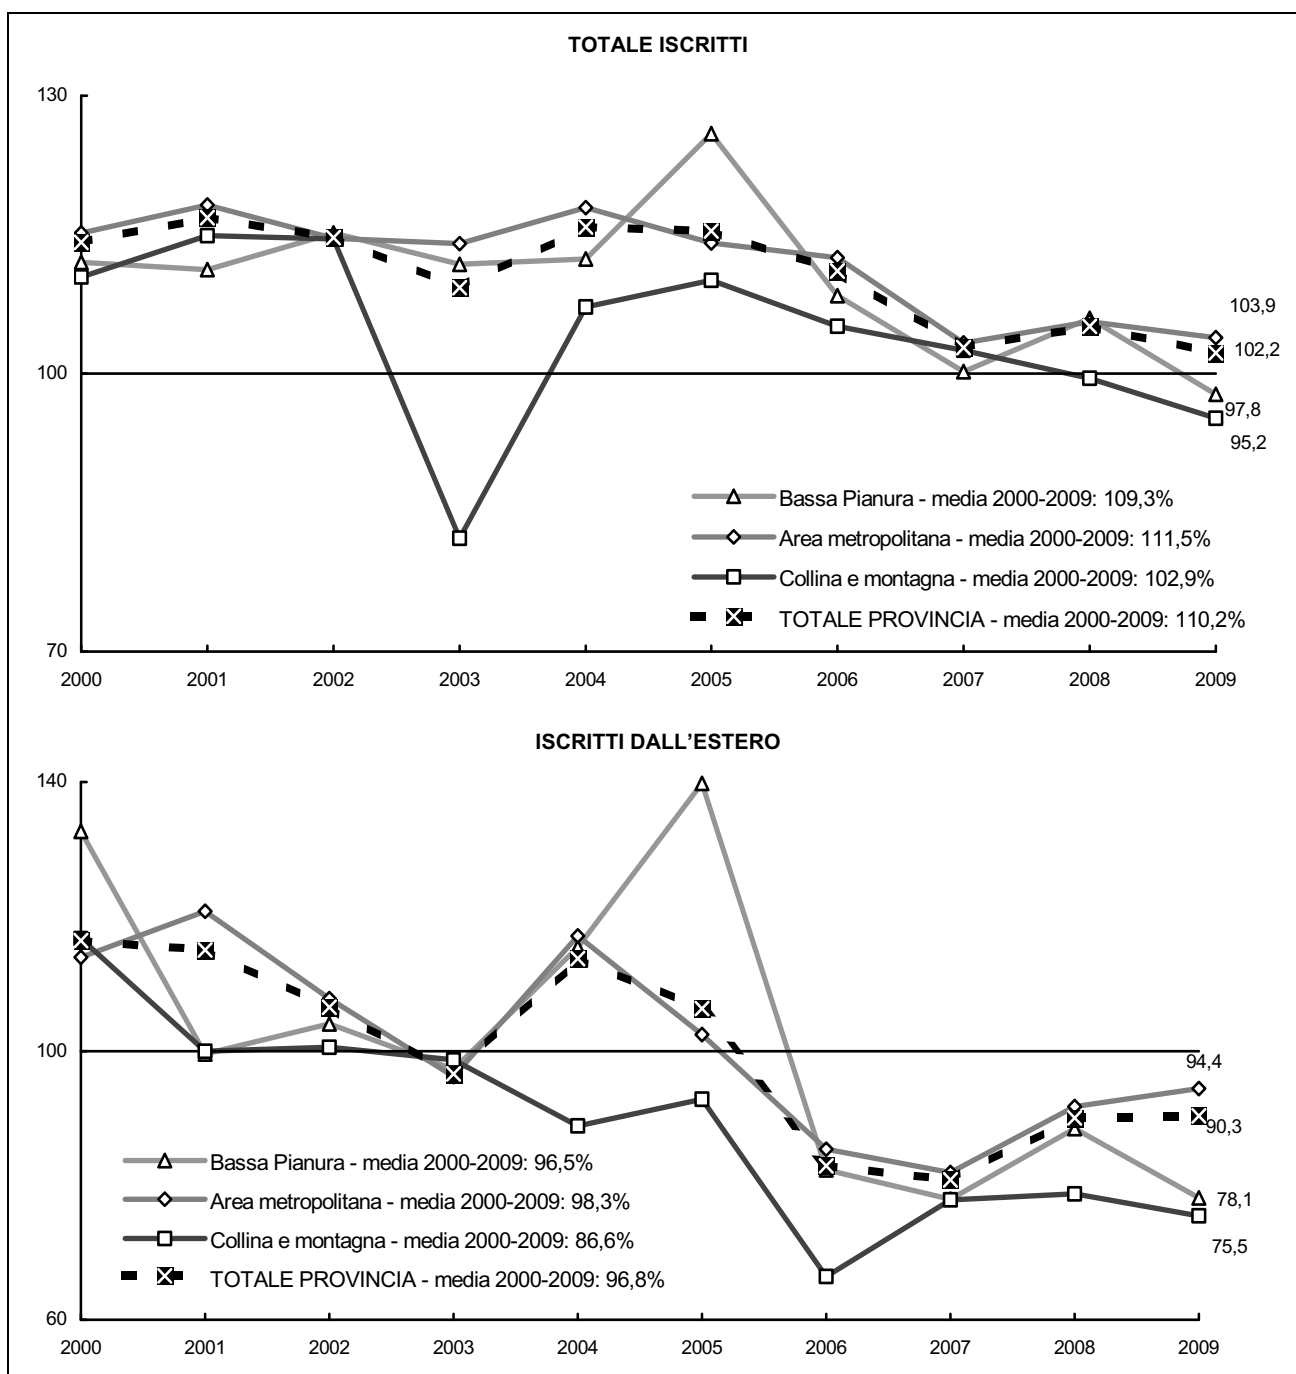 TOTALE ISCRITTI
130
103,9
102,2
100
97,8
95,2
Bassa Pianura - media 2000-2009: 109,3%
Area metropolitana - media 2000-2009: 111,5%
Collina e montagna - media 2000-2009: 102,9%
TOTALE PROVINCIA - media 2000-2009: 110,2%
70
2000 2001 2002 2003 2004 2005 2006 2007 2008 2009
ISCRITTI DALL’ESTERO
140
100
94,4
90,3
Bassa Pianura - media 2000-2009: 96,5%
Area metropolitana - media 2000-2009: 98,3%
78,1
Collina e montagna - media 2000-2009: 86,6%
75,5
TOTALE PROVINCIA - media 2000-2009: 96,8%
60
2000 2001 2002 2003 2004 2005 2006 2007 2008 2009